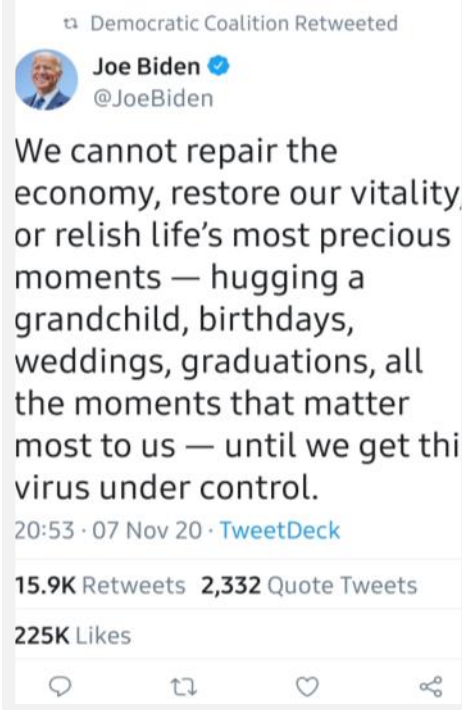 Democratic Coalition Retweeted
Joe Biden
@JoeBiden
We cannot repair the
economy, restore our vitality,
or relish life’s most precious
moments — hugging a
grandchild, birthdays,
weddings, graduations, all
the moments that matter
most to us — until we get thi
virus under control.
20:53 · 07 Nov 20 · TweetDeck
15.9K Retweets 2,332 Quote Tweets
225K Likes